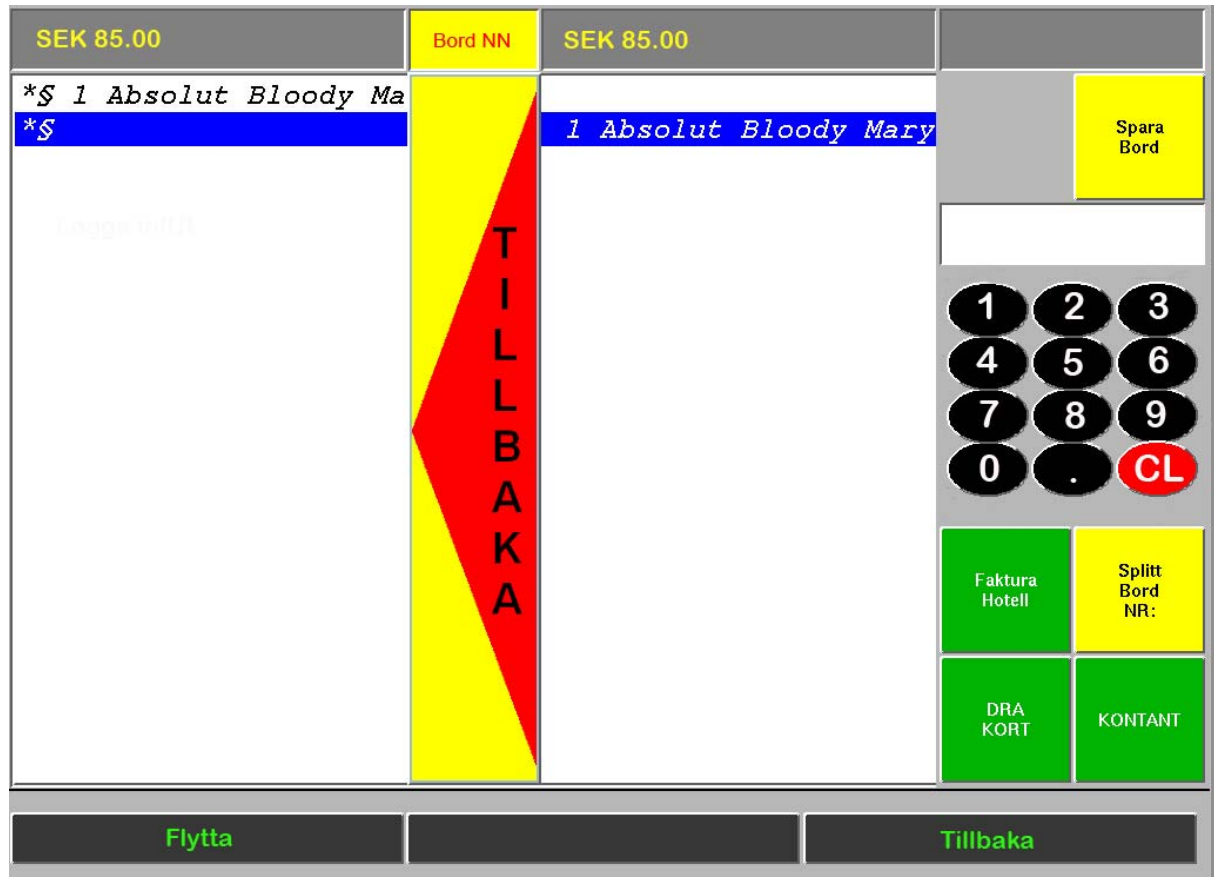 SEK 85.00
Bord NN
SEK 85.00
*§ 1 Absolut Bloody Ma
*§
1 Absolut Bloody Mary
TILLBAKA
Spara
Bord
1 2 3
4 5 6
7 8 9
0 . CL
Faktura
Hotell
Splitt
Bord
NR:
DRA
KORT
KONTANT
Flytta
Tillbaka